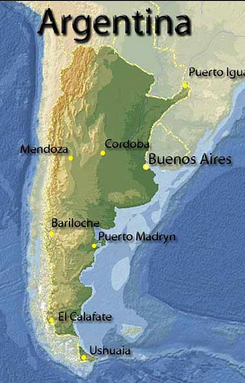 Argentina
Puerto Igua
Cordoba
Mendoza
Buenos Aires
Bariloche
Puerto Madryn
El Calafate
Ushuaia